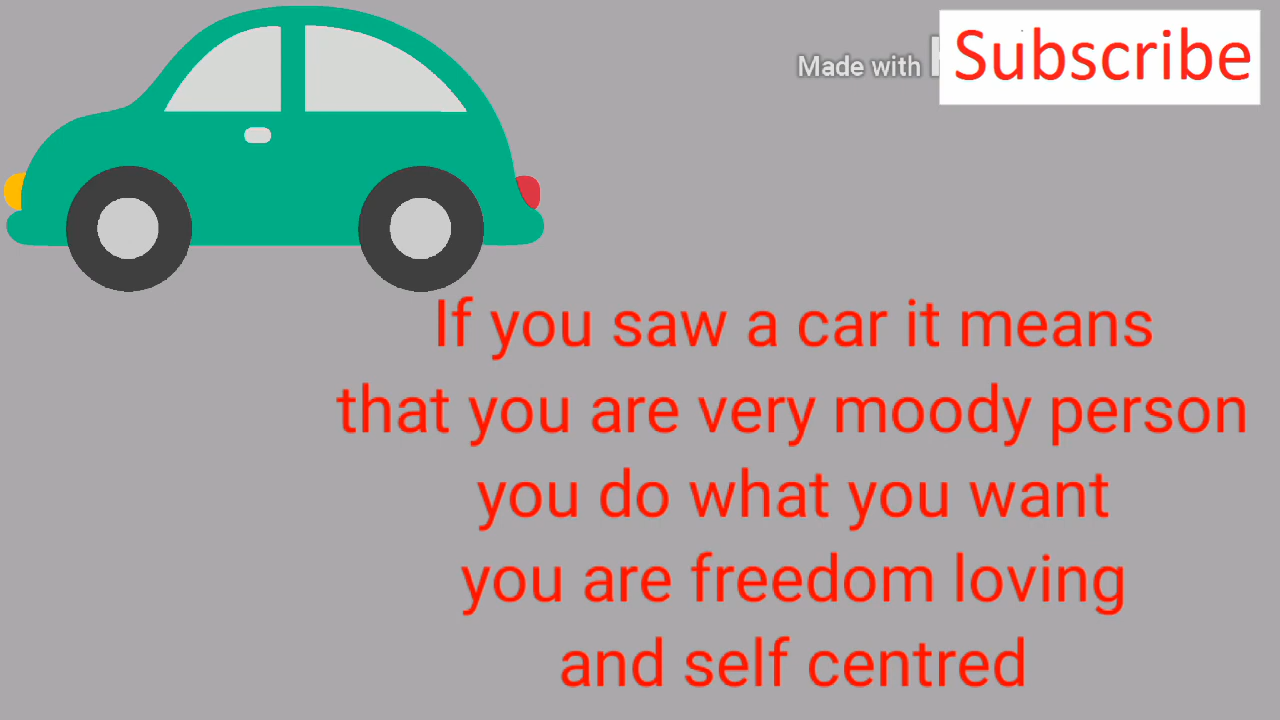 Made with
Subscribe
If you saw a car it means
that you are very moody person
you do what you want
you are freedom loving
and self centred